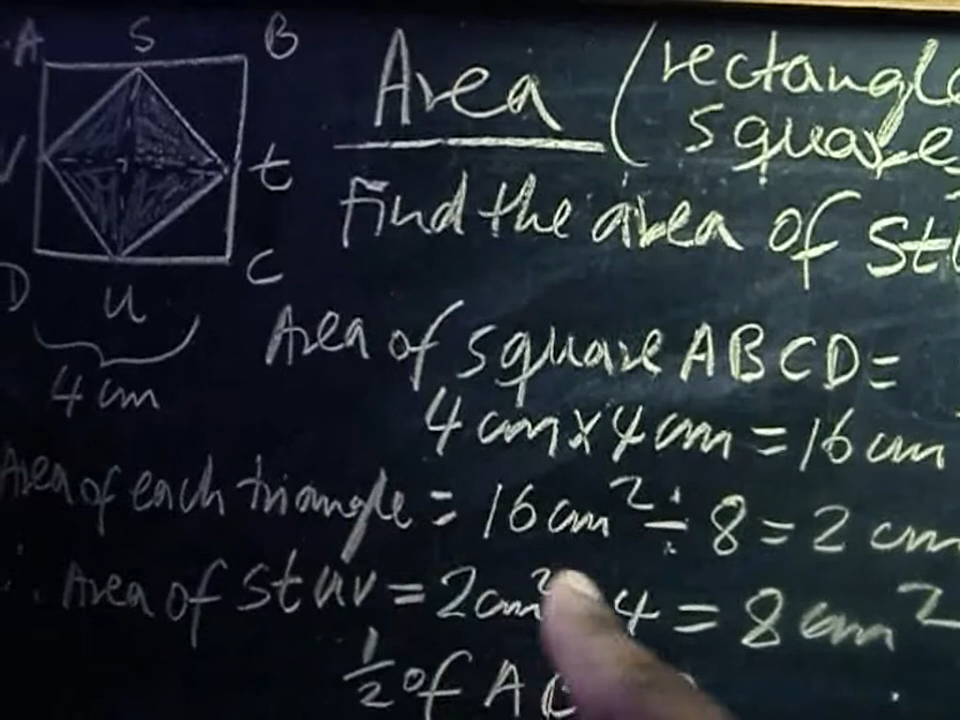 A S B
Area (rectangle
square
t
Find the area of St
D u C
4 cm
Area of square ABCD =
4 cm x 4 cm = 16 cm
Area of each triangle = 16 cm² ÷ 8 = 2 cm
∴ Area of stuv = 2cm² 4 = 8 cm²
½ of A